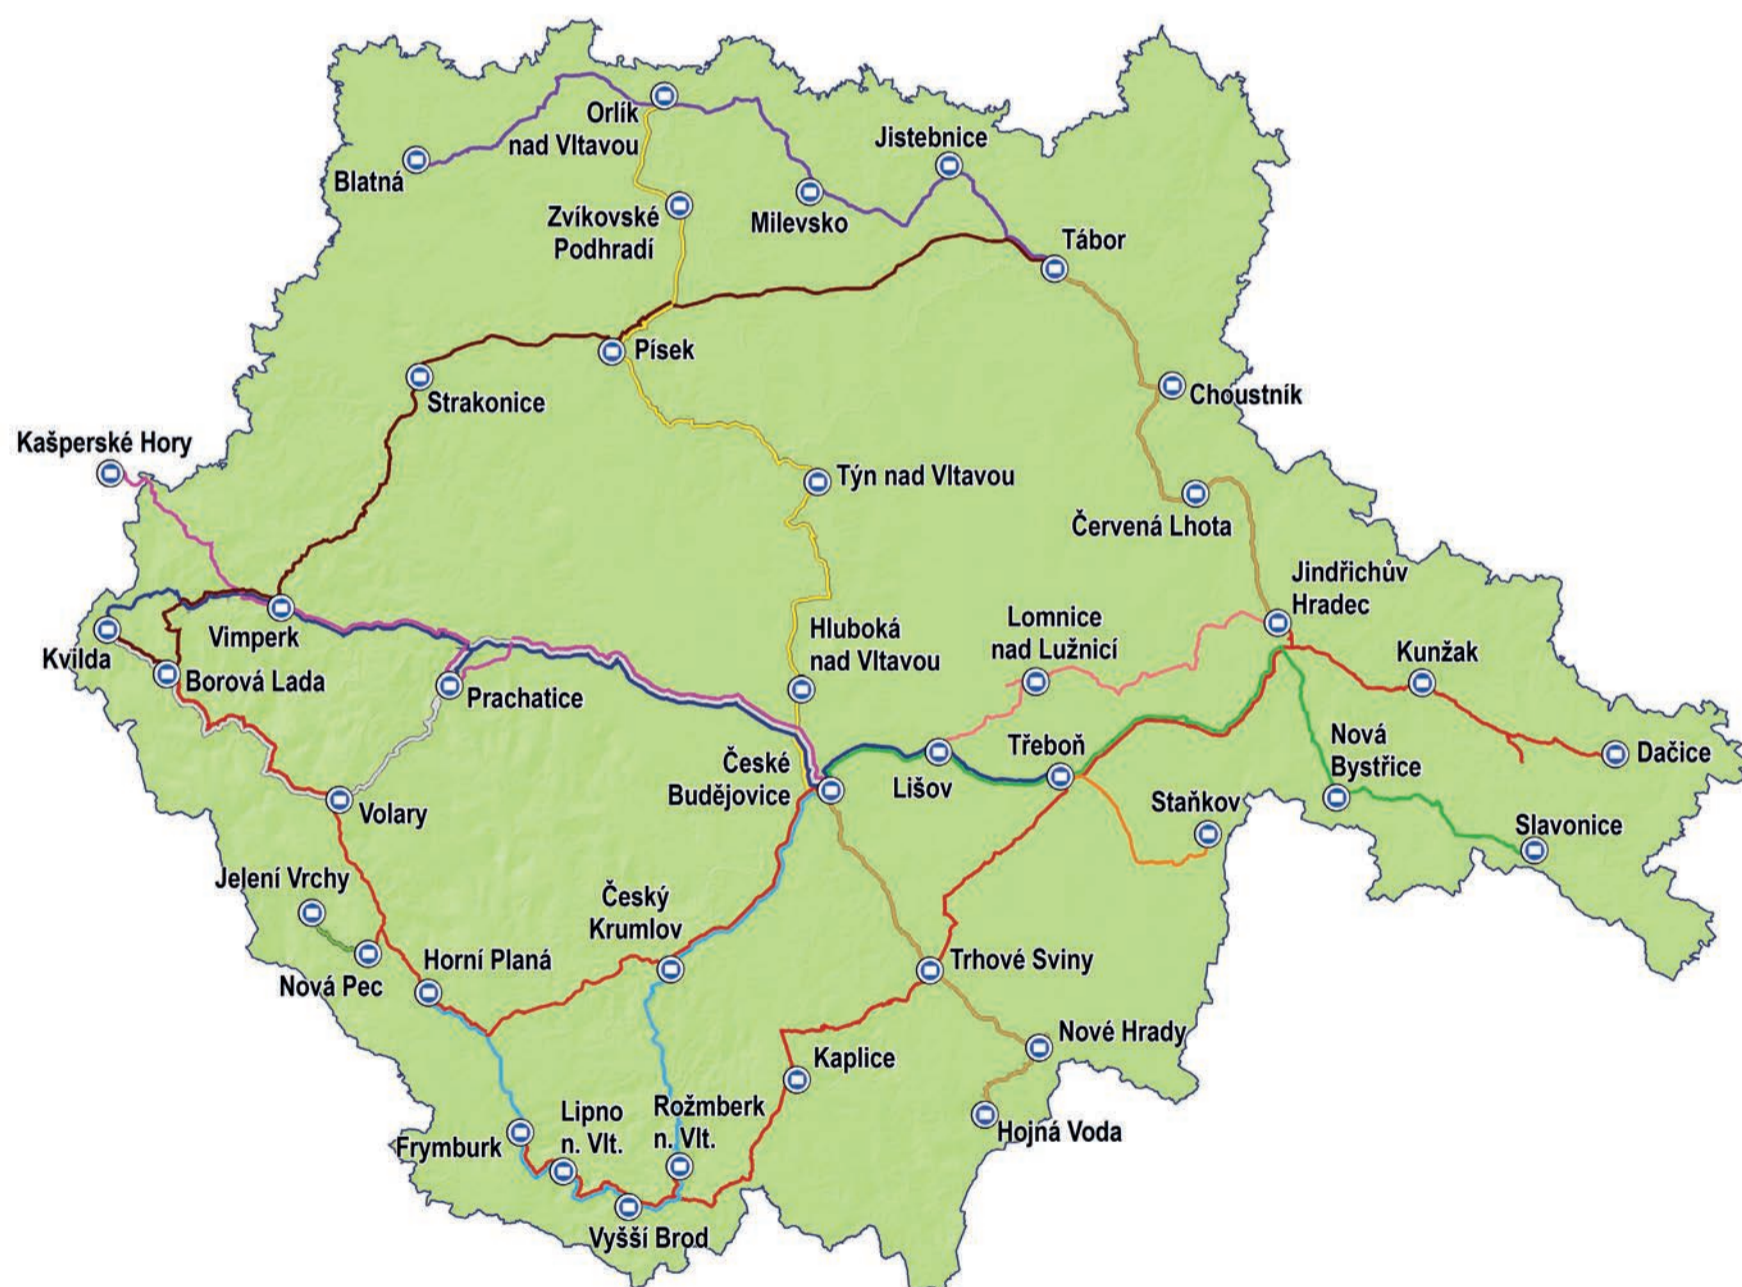 Orlík
nad Vltavou
Jistebnice
Blatná
Zvíkovské
Podhradí
Milevsko
Tábor
Písek
Strakonice
Choustník
Kašperské Hory
Týn nad Vltavou
Červená Lhota
Jindřichův
Hradec
Vimperk
Kvilda
Borová Lada
Prachatice
Hluboká
nad Vltavou
Lomnice
nad Lužnicí
Kunžak
České
Budějovice
Lišov
Třeboň
Nová
Bystřice
Dačice
Volary
Staňkov
Slavonice
Jelení Vrchy
Český
Krumlov
Nová Pec
Horní Planá
Trhové Sviny
Nové Hrady
Kaplice
Frymburk
Lipno
n. Vlt.
Rožmberk
n. Vlt.
Hojná Voda
Vyšší Brod